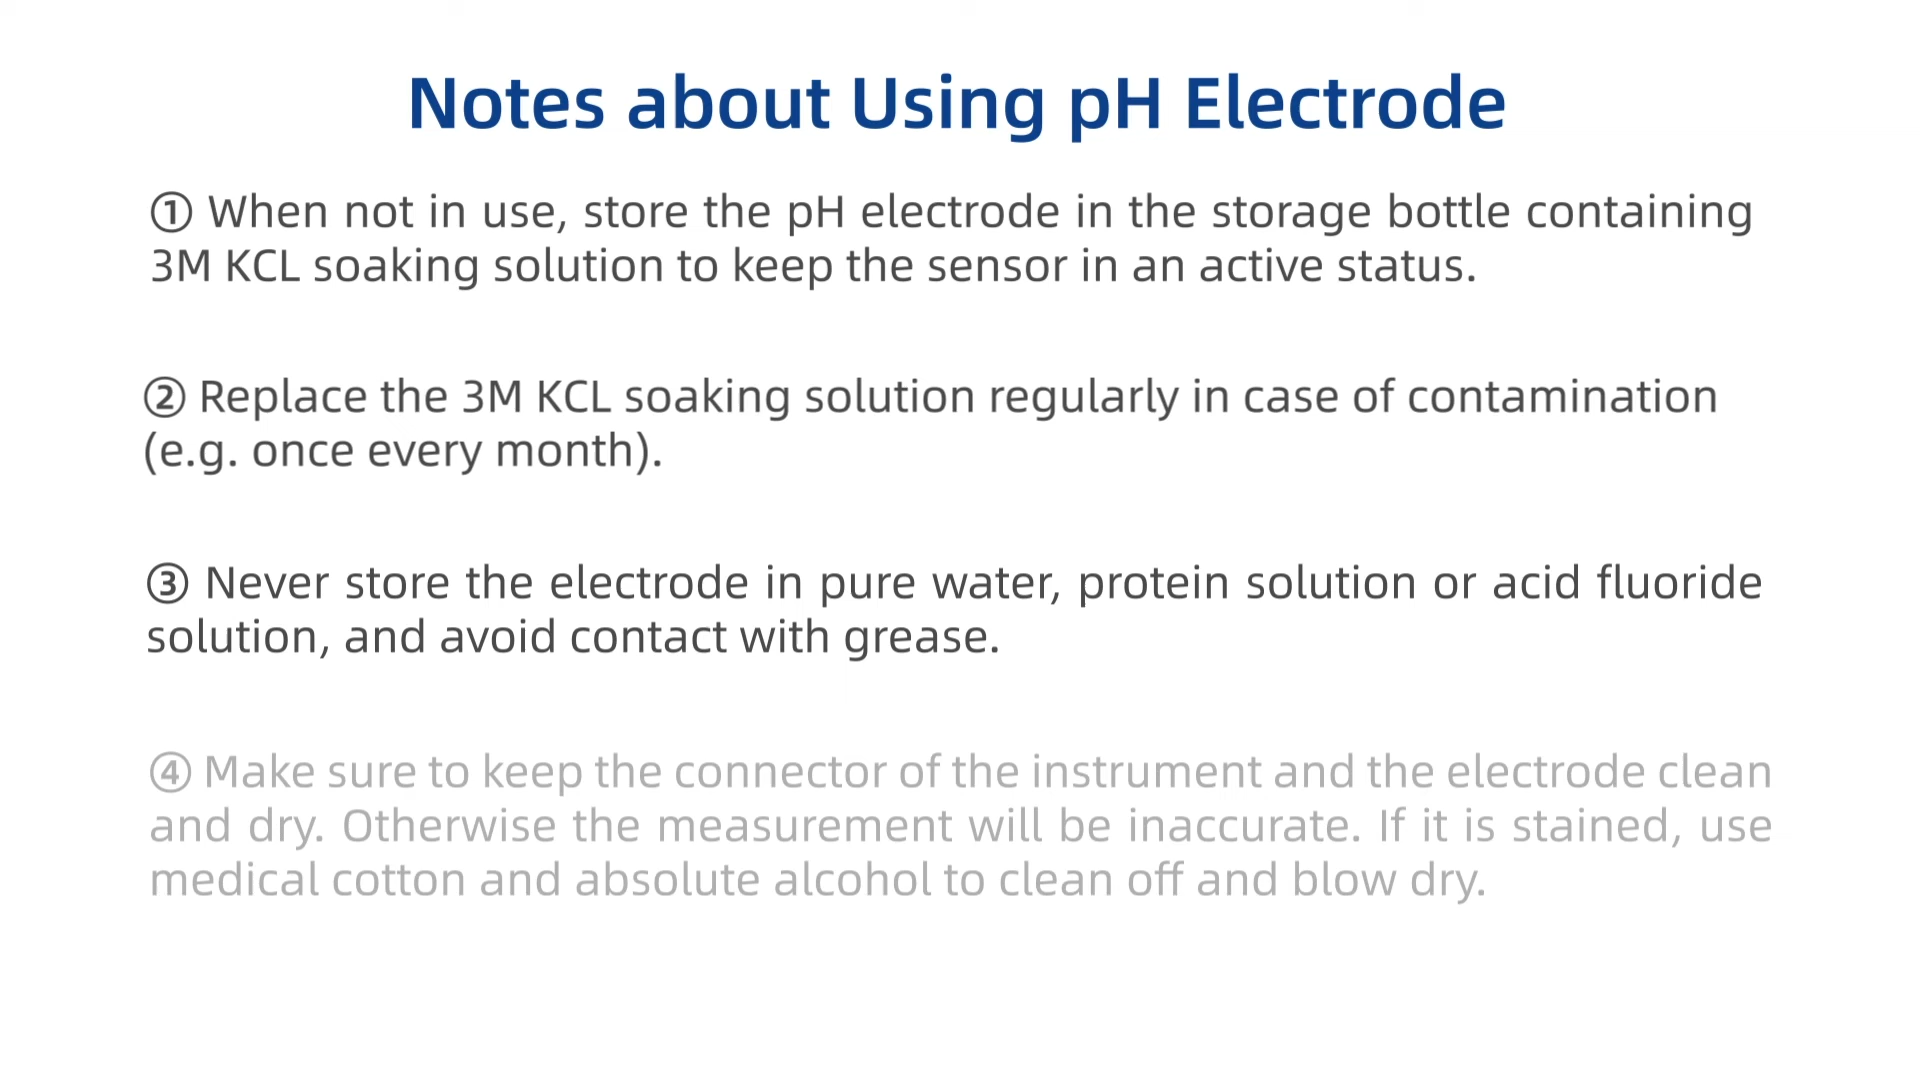 Notes about Using pH Electrode
① When not in use, store the pH electrode in the storage bottle containing
3M KCL soaking solution to keep the sensor in an active status.
② Replace the 3M KCL soaking solution regularly in case of contamination
(e.g. once every month).
③ Never store the electrode in pure water, protein solution or acid fluoride
solution, and avoid contact with grease.
④ Make sure to keep the connector of the instrument and the electrode clean
and dry. Otherwise the measurement will be inaccurate. If it is stained, use
medical cotton and absolute alcohol to clean off and blow dry.